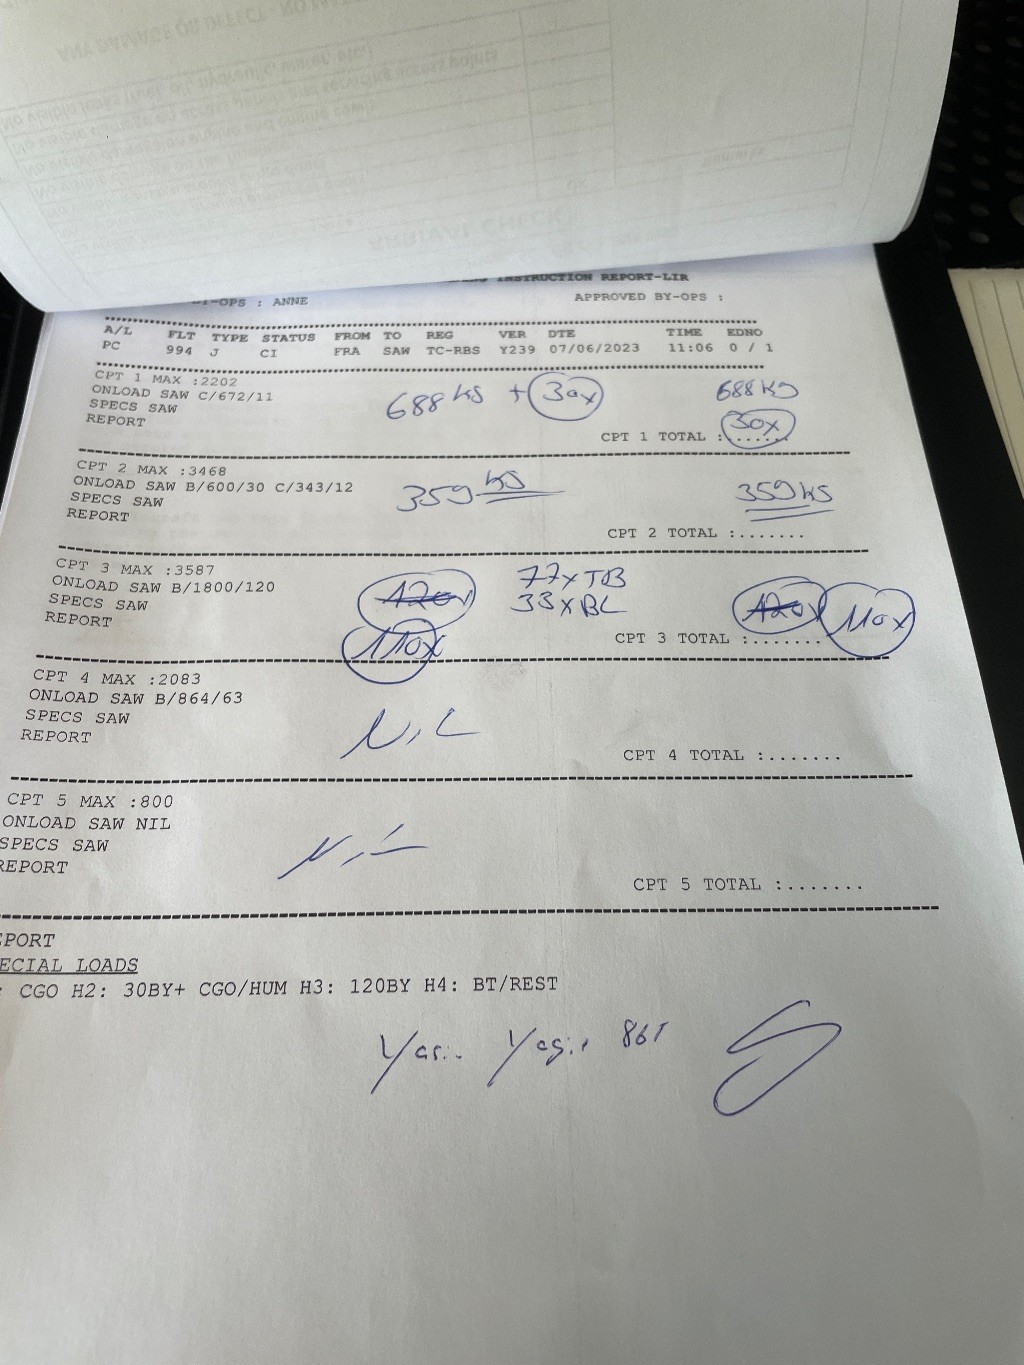 INSTRUCTION REPORT-LIR
BY-OPS : ANNE APPROVED BY-OPS :
A/L FLT TYPE STATUS FROM TO REG VER DTE TIME EDNO
PC 994 J CI FRA SAW TC-RBS Y239 07/06/2023 11:06 0 / 1
CPT 1 MAX :2202
ONLOAD SAW C/672/11 688 KG + 30x 688 KG
SPECS SAW
REPORT 30x
CPT 1 TOTAL :.......
CPT 2 MAX :3468
ONLOAD SAW B/600/30 C/343/12 359 KG 359 KG
SPECS SAW
REPORT
CPT 2 TOTAL :.......
CPT 3 MAX :3587 77xTB
ONLOAD SAW B/1800/120 120x 33xBL 120x 110x
SPECS SAW
REPORT 110x
CPT 3 TOTAL :.......
CPT 4 MAX :2083
ONLOAD SAW B/864/63
SPECS SAW NIL
REPORT
CPT 4 TOTAL :.......
CPT 5 MAX :800
ONLOAD SAW NIL
SPECS SAW NIL
REPORT
CPT 5 TOTAL :.......
EPORT
ECIAL LOADS
: CGO H2: 30BY+ CGO/HUM H3: 120BY H4: BT/REST